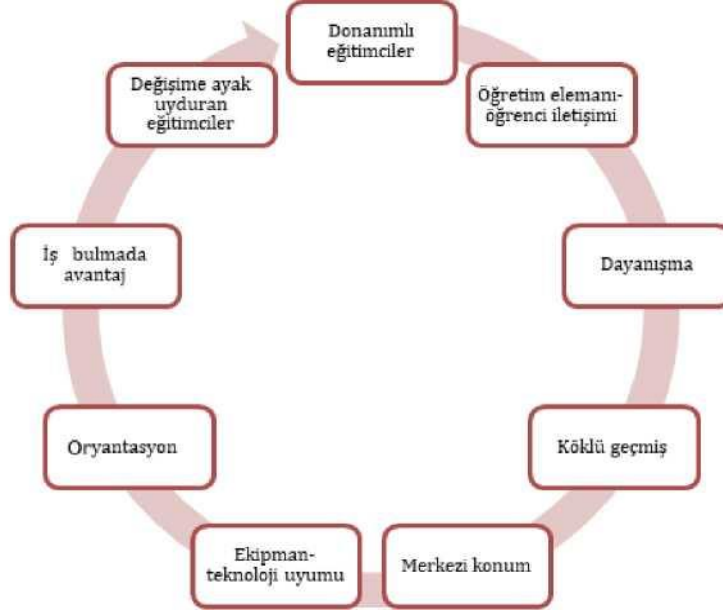 Donanımlı
eğitimciler
Öğretim elemanı-
öğrenci iletişimi
Dayanışma
Köklü geçmiş
Merkezi konum
Ekipman-
teknoloji uyumu
Oryantasyon
İş bulmada
avantaj
Değişime ayak
uyduran
eğitimciler